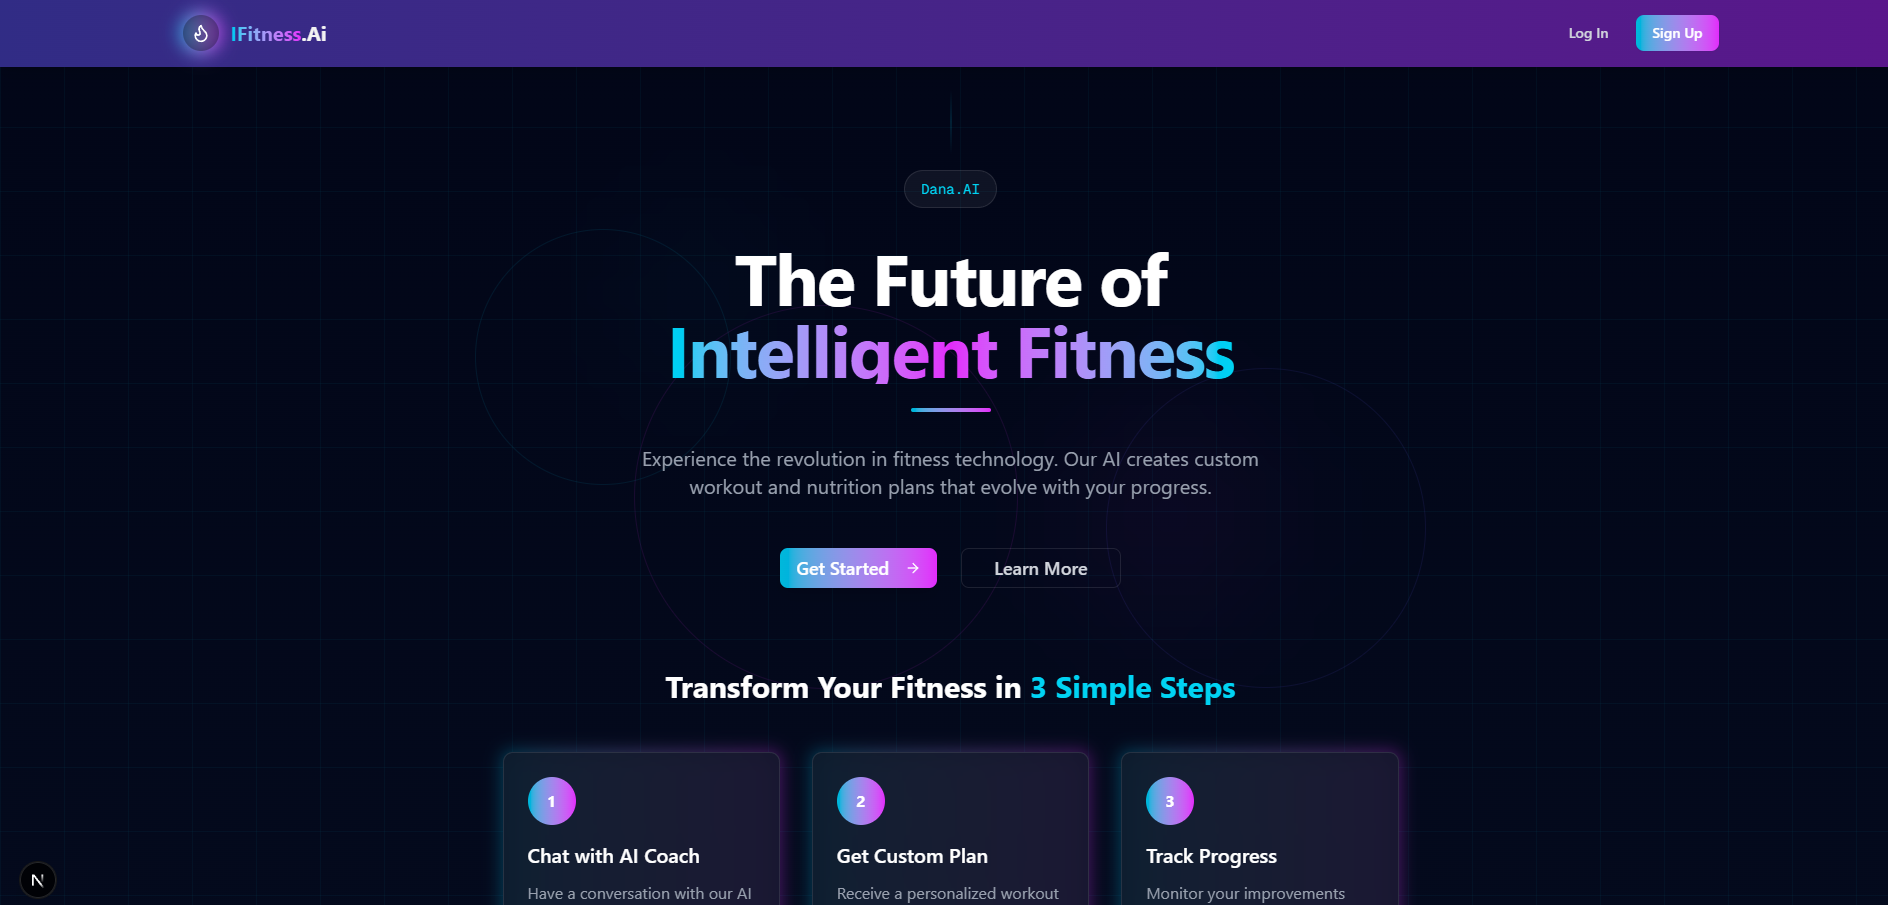 IFitness.Ai
Log In
Sign Up
Dana.AI
The Future of
Intelligent Fitness
Experience the revolution in fitness technology. Our AI creates custom
workout and nutrition plans that evolve with your progress.
Get Started →
Learn More
Transform Your Fitness in 3 Simple Steps
1
Chat with AI Coach
Have a conversation with our AI
2
Get Custom Plan
Receive a personalized workout
3
Track Progress
Monitor your improvements
N